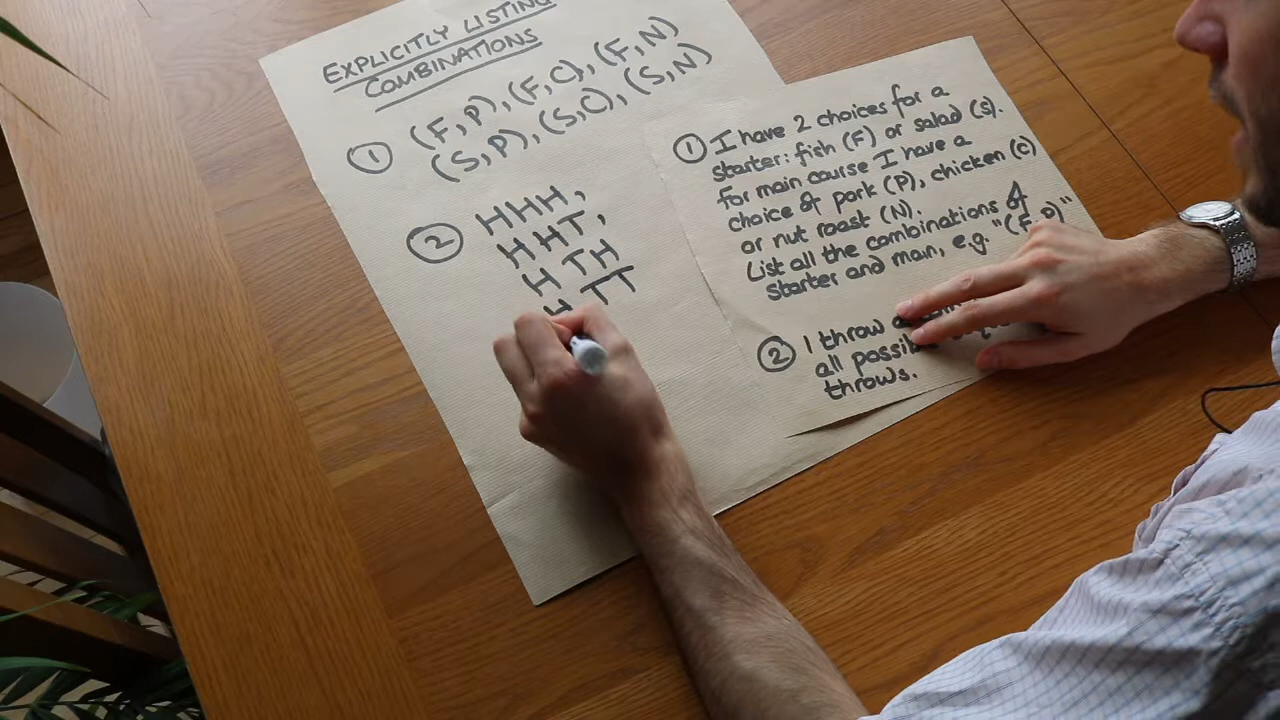 EXPLICITLY LISTING
COMBINATIONS
① (F,P),(F,C),(F,N)
(S,P),(S,C),(S,N)
② HHH,
HHT,
HTH
HTT
① I have 2 choices for a
starter: fish (F) or salad (S).
for main course I have a
choice of pork (P), chicken (C)
or nut roast (N).
List all the combinations of
starter and main, e.g. "(F,P)"
② I throw a
all
throws.